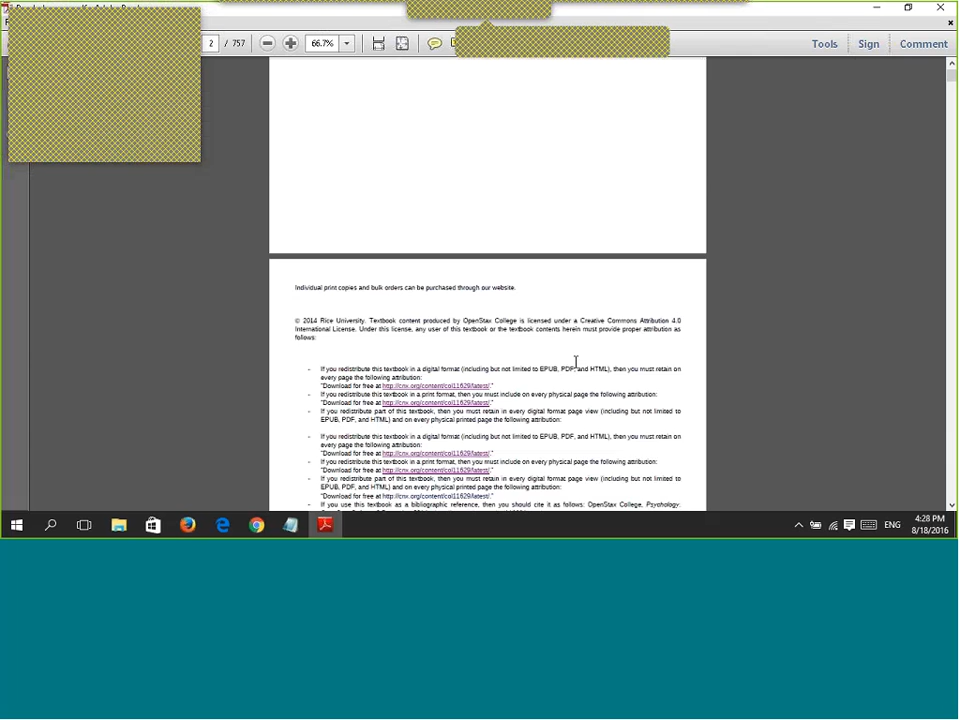 2 / 757 66.7% Tools Sign Comment
Individual print copies and bulk orders can be purchased through our website.
© 2014 Rice University. Textbook content produced by OpenStax College is licensed under a Creative Commons Attribution 4.0
International License. Under this license, any user of this textbook or the textbook contents herein must provide proper attribution as
follows:
- If you redistribute this textbook in a digital format (including but not limited to EPUB, PDF, and HTML), then you must retain on
every page the following attribution:
"Download for free at http://cnx.org/content/col11629/latest/."
- If you redistribute this textbook in a print format, then you must include on every physical page the following attribution:
"Download for free at http://cnx.org/content/col11629/latest/."
- If you redistribute part of this textbook, then you must retain in every digital format page view (including but not limited to
EPUB, PDF, and HTML) and on every physical printed page the following attribution:
- If you redistribute this textbook in a digital format (including but not limited to EPUB, PDF, and HTML), then you must retain on
every page the following attribution:
"Download for free at http://cnx.org/content/col11629/latest/."
- If you redistribute this textbook in a print format, then you must include on every physical page the following attribution:
"Download for free at http://cnx.org/content/col11629/latest/."
- If you redistribute part of this textbook, then you must retain in every digital format page view (including but not limited to
EPUB, PDF, and HTML) and on every physical printed page the following attribution:
"Download for free at http://cnx.org/content/col11629/latest/."
- If you use this textbook as a bibliographic reference, then you should cite it as follows: OpenStax College, Psychology.
ENG 4:28 PM
8/18/2016